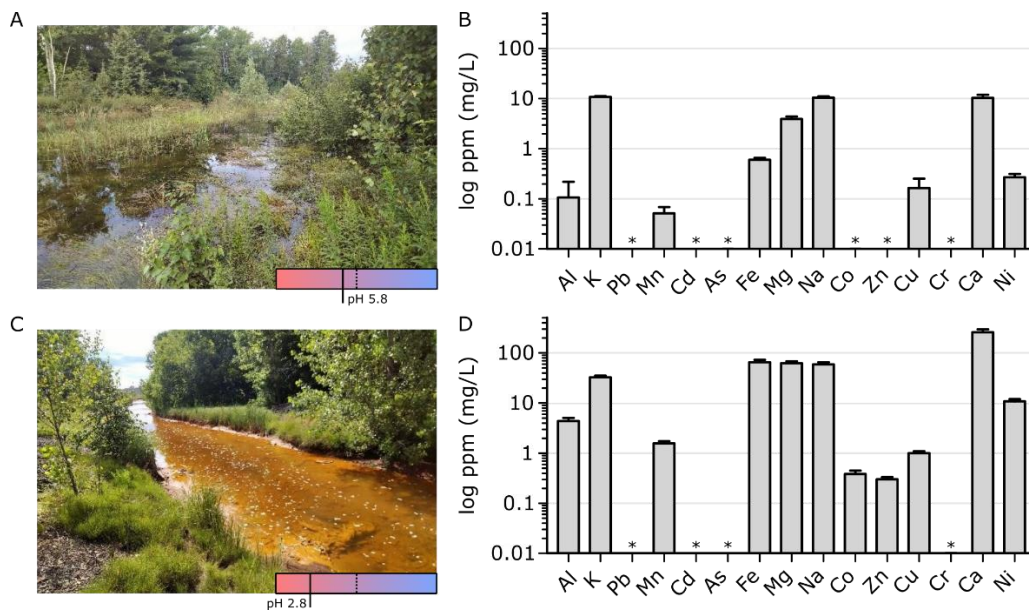 A
pH 5.8
B
log ppm (mg/L)
100
10
1
0.1
0.01
* * * * * *
Al K Pb Mn Cd As Fe Mg Na Co Zn Cu Cr Ca Ni
C
pH 2.8
D
log ppm (mg/L)
100
10
1
0.1
0.01
* * * *
Al K Pb Mn Cd As Fe Mg Na Co Zn Cu Cr Ca Ni